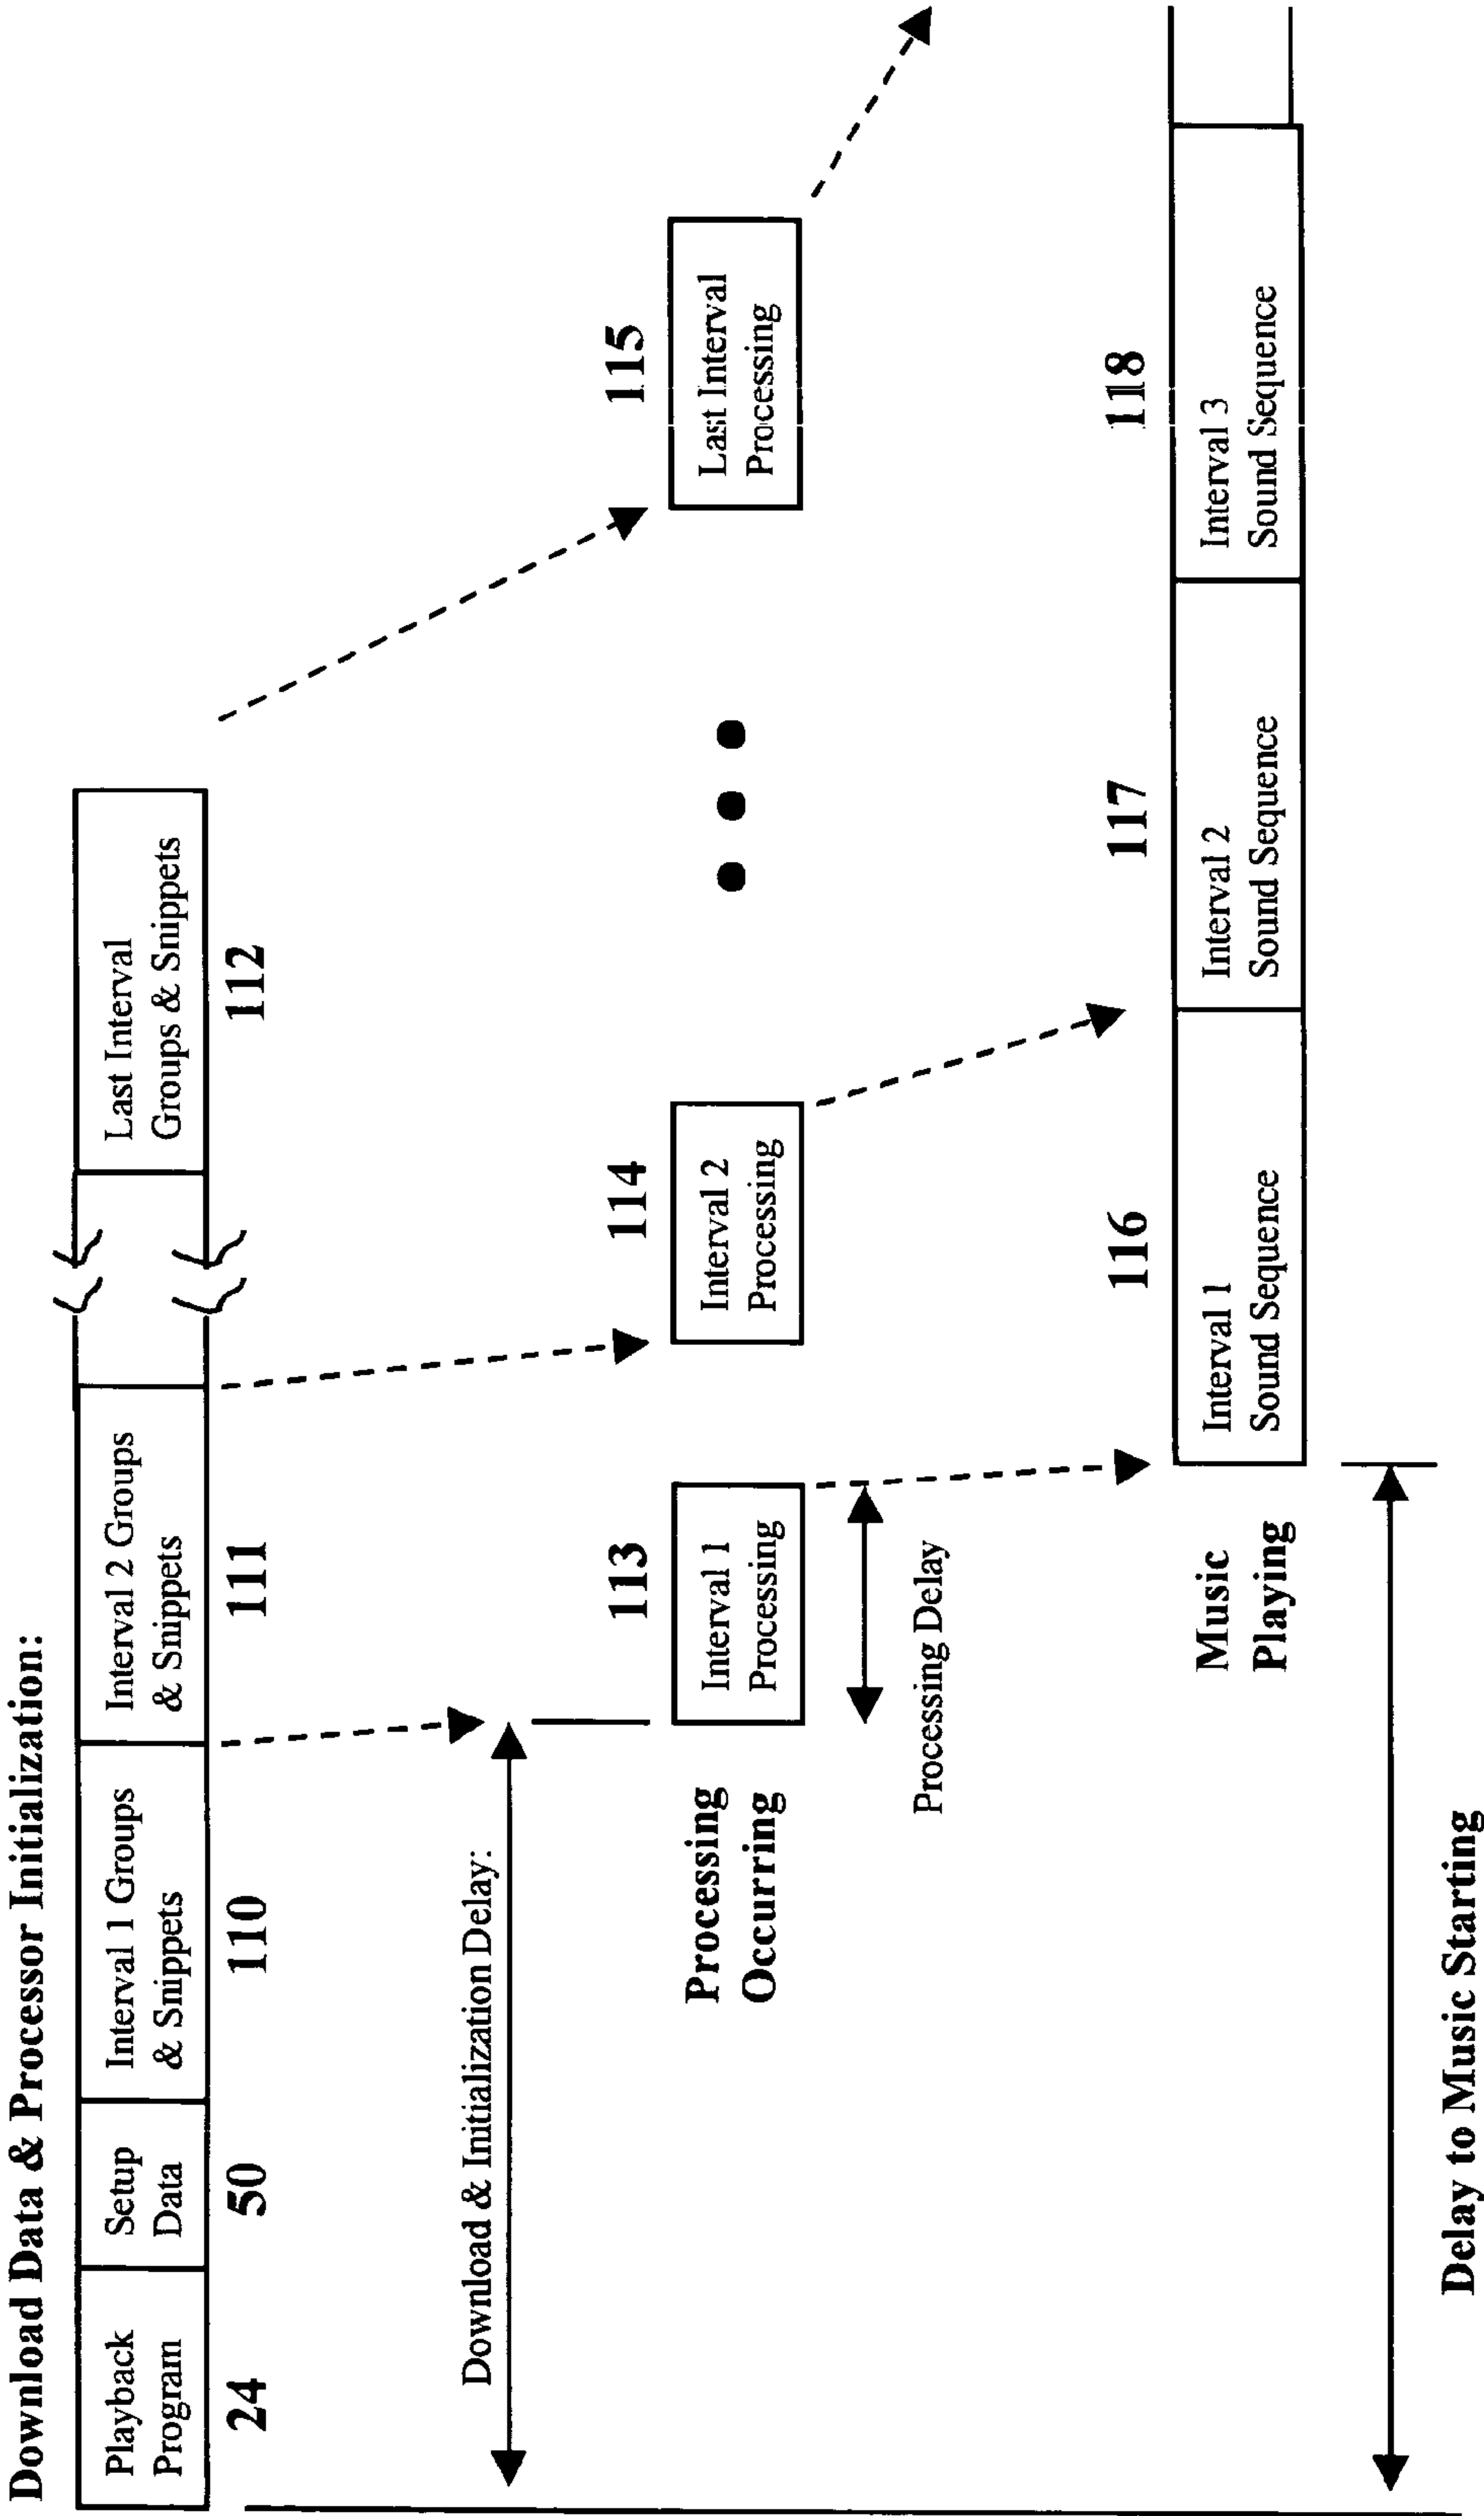 Download Data & Processor Initialization:
Playback
Program
Setup
Data
Interval 1 Groups
& Snippets
Interval 2 Groups
& Snippets
Last Interval
Groups & Snippets
24
50
110
111
112
Download & Initialization Delay:
113
114
115
Processing
Occurring
Interval 1
Processing
Interval 2
Processing
Last Interval
Processing
Processing Delay
116
117
118
Music
Playing
Interval 1
Sound Sequence
Interval 2
Sound Sequence
Interval 3
Sound Sequence
Delay to Music Starting